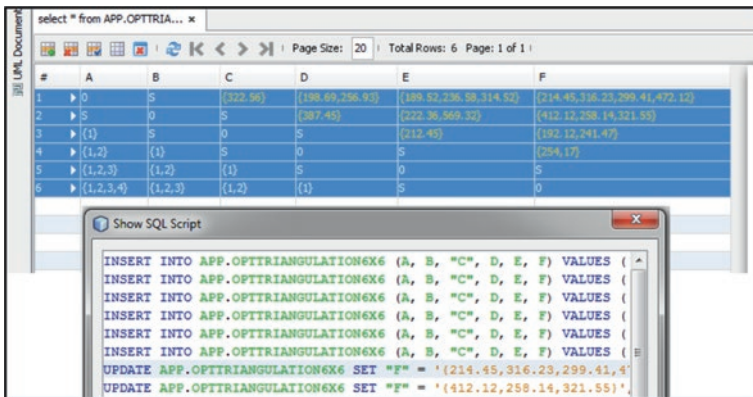 UML Document
select * from APP.OPTTRIA... x
Page Size: 20 Total Rows: 6 Page: 1 of 1
# A B C D E F
1 0 S {322.56} {198.69,256.93} {189.52,236.58,314.52} {214.45,316.23,299.41,472.12}
2 S 0 S {387.45} {222.36,569.32} {412.12,258.14,321.55}
3 {1} S 0 S {212.45} {192.12,241.47}
4 {1,2} {1} S 0 S {254,17}
5 {1,2,3} {1,2} {1} S 0 S
6 {1,2,3,4} {1,2,3} {1,2} {1} S 0
Show SQL Script
INSERT INTO APP.OPTTRIANGULATION6X6 (A, B, "C", D, E, F) VALUES (
INSERT INTO APP.OPTTRIANGULATION6X6 (A, B, "C", D, E, F) VALUES (
INSERT INTO APP.OPTTRIANGULATION6X6 (A, B, "C", D, E, F) VALUES (
INSERT INTO APP.OPTTRIANGULATION6X6 (A, B, "C", D, E, F) VALUES (
INSERT INTO APP.OPTTRIANGULATION6X6 (A, B, "C", D, E, F) VALUES (
INSERT INTO APP.OPTTRIANGULATION6X6 (A, B, "C", D, E, F) VALUES (
UPDATE APP.OPTTRIANGULATION6X6 SET "F" = '{214.45,316.23,299.41,4
UPDATE APP.OPTTRIANGULATION6X6 SET "F" = '{412.12,258.14,321.55}',